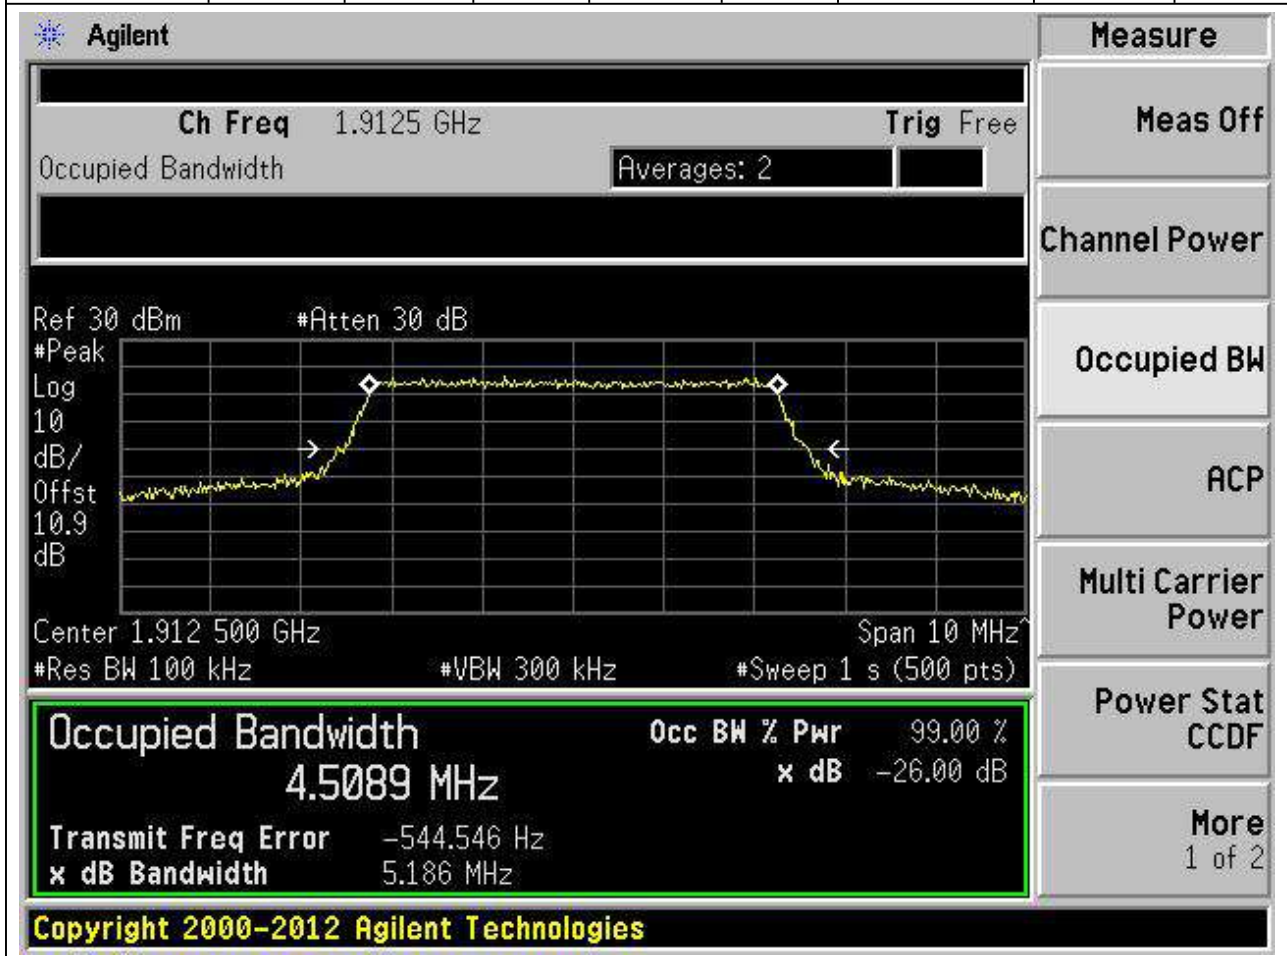 Agilent
Measure
Ch Freq 1.9125 GHz Trig Free
Meas Off
Occupied Bandwidth Averages: 2
Channel Power
Ref 30 dBm #Atten 30 dB
#Peak
Log
10
dB/
Offst
10.9
dB
Occupied BW
ACP
Center 1.912 500 GHz Span 10 MHz^
#Res BW 100 kHz #VBW 300 kHz #Sweep 1 s (500 pts)
Multi Carrier
Power
Occupied Bandwidth Occ BW % Pwr 99.00 %
4.5089 MHz x dB -26.00 dB
Transmit Freq Error -544.546 Hz
x dB Bandwidth 5.186 MHz
Power Stat
CCDF
More
1 of 2
Copyright 2000-2012 Agilent Technologies